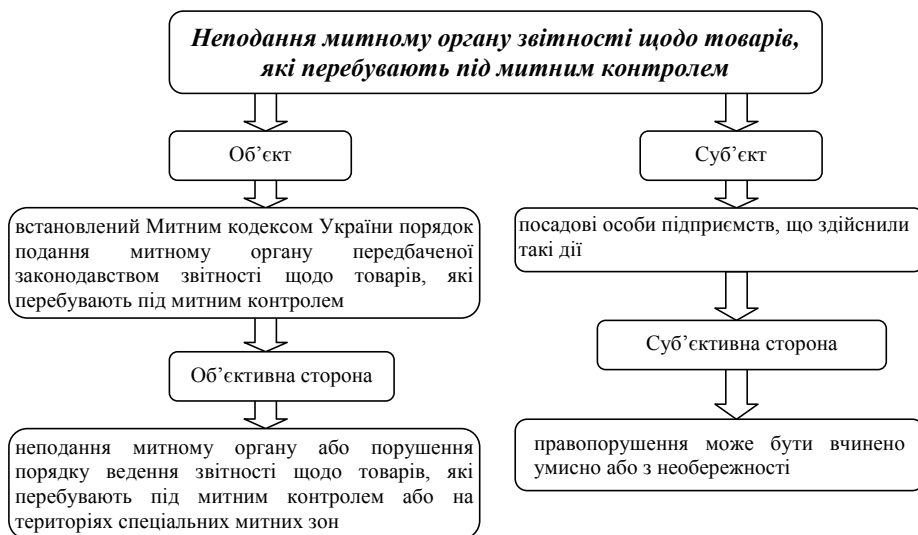 Неподання митному органу звітності щодо товарів,
які перебувають під митним контролем
Об’єкт
встановлений Митним кодексом України порядок
подання митному органу передбаченої
законодавством звітності щодо товарів, які
перебувають під митним контролем
Об’єктивна сторона
неподання митному органу або порушення
порядку ведення звітності щодо товарів, які
перебувають під митним контролем або на
територіях спеціальних митних зон
Суб’єкт
посадові особи підприємств, що здійснили
такі дії
Суб’єктивна сторона
правопорушення може бути вчинено
умисно або з необережності